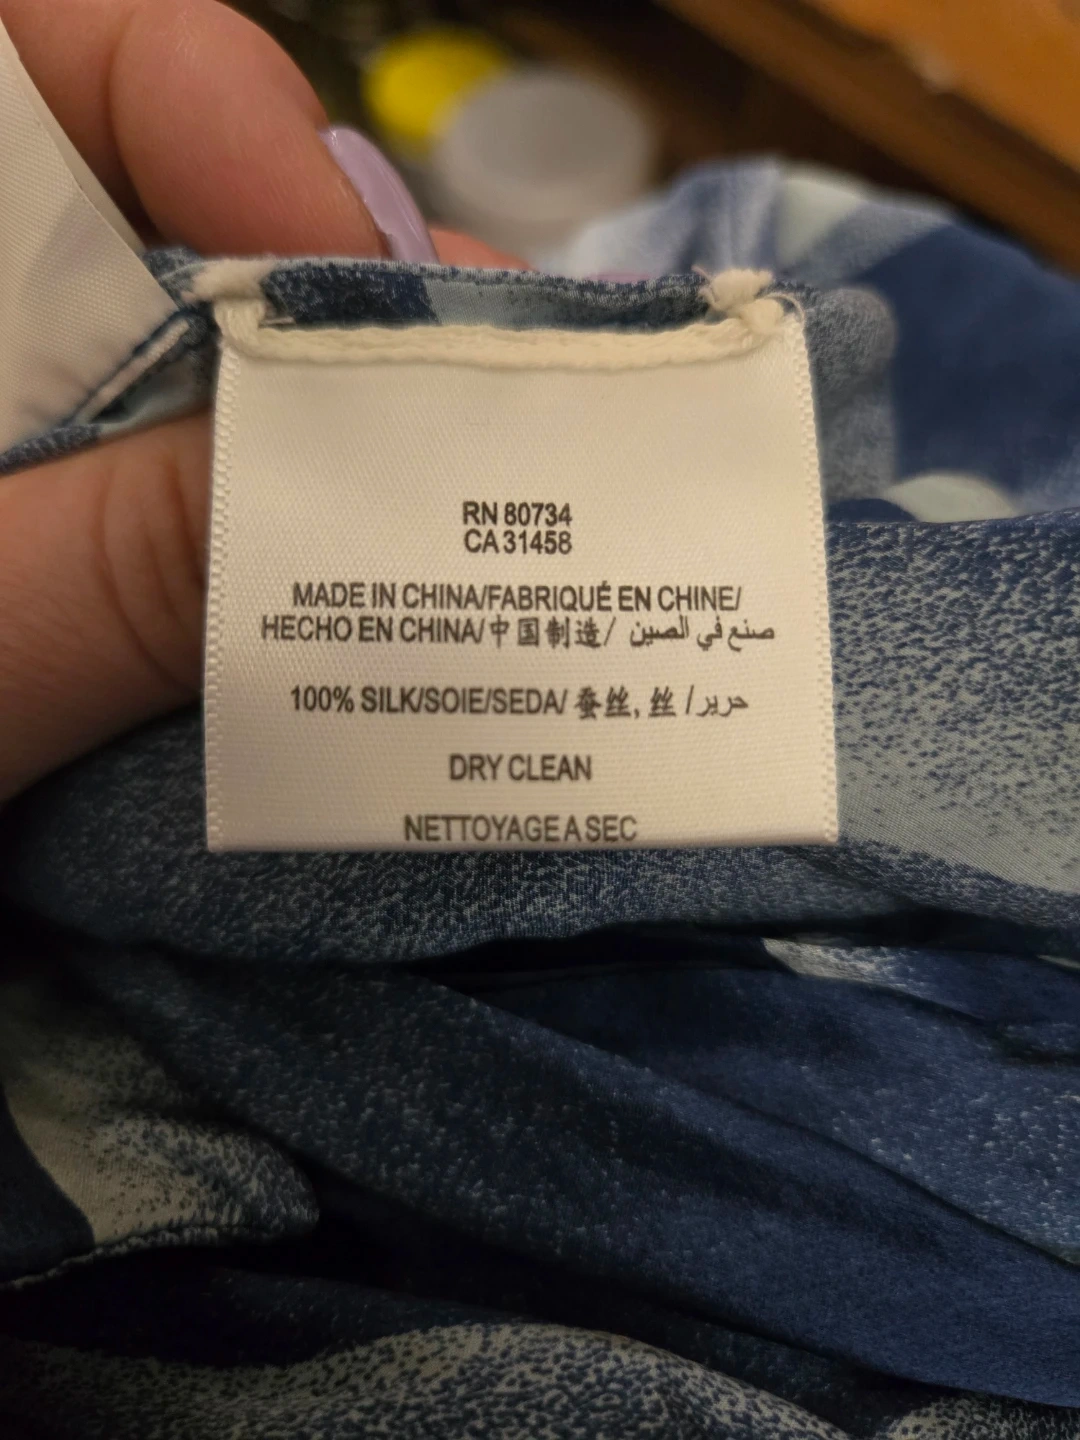 RN 80734
CA 31458
MADE IN CHINA/FABRIQUÉ EN CHINE/
HECHO EN CHINA/中国制造/ صنع في الصين
100% SILK/SOIE/SEDA/ 蚕丝, 丝 / حرير
DRY CLEAN
NETTOYAGE A SEC